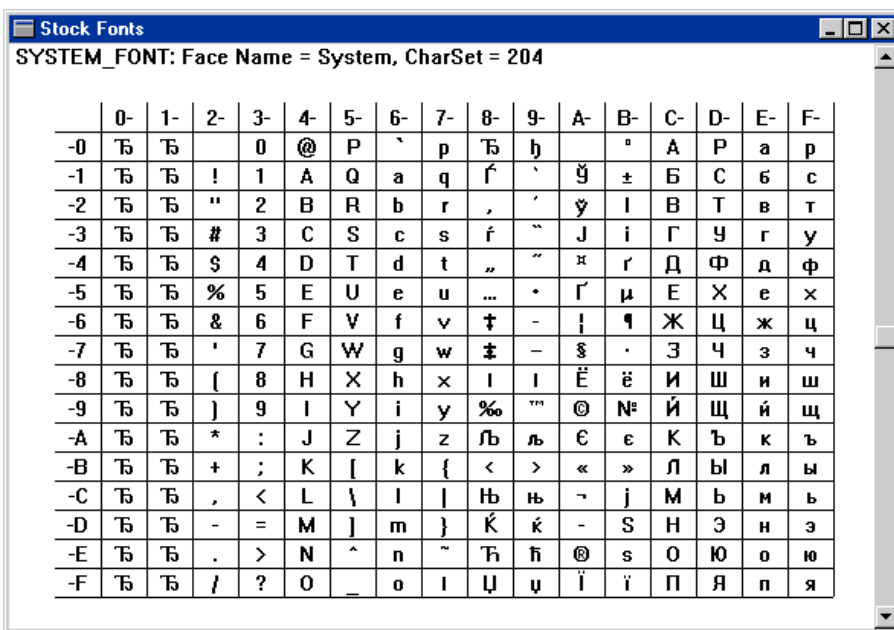 Stock Fonts
SYSTEM_FONT: Face Name = System, CharSet = 204
0- 1- 2- 3- 4- 5- 6- 7- 8- 9- A- B- C- D- E- F-
-0 Ђ Ђ 0 @ P ` p Ђ ђ ° А Р а р
-1 Ђ Ђ ! 1 A Q a q Ѓ ‘ Ў ± Б С б с
-2 Ђ Ђ " 2 B R b r ‚ ’ ў І В Т в т
-3 Ђ Ђ # 3 C S c s ѓ “ Ј і Г У г у
-4 Ђ Ђ $ 4 D T d t „ ” ¤ ґ Д Ф д ф
-5 Ђ Ђ % 5 E U e u … • Ґ µ Е Х е х
-6 Ђ Ђ & 6 F V f v ‡ - ¦ ¶ Ж Ц ж ц
-7 Ђ Ђ ' 7 G W g w ‡ – § · З Ч з ч
-8 Ђ Ђ ( 8 H X h x I I Ё ё И Ш и ш
-9 Ђ Ђ ) 9 I Y i y ‰ ™ © № Й Щ й щ
-A Ђ Ђ * : J Z j z Љ љ Є є К Ъ к ъ
-B Ђ Ђ + ; K [ k { ‹ › « » Л Ы л ы
-C Ђ Ђ , < L \ l | Њ њ ¬ ј М Ь м ь
-D Ђ Ђ - = M ] m } Ќ ќ - Ѕ Н Э н э
-E Ђ Ђ . > N ^ n ~ Ћ ћ ® ѕ О Ю о ю
-F Ђ Ђ / ? O _ o I Џ џ Ї ї П Я п я